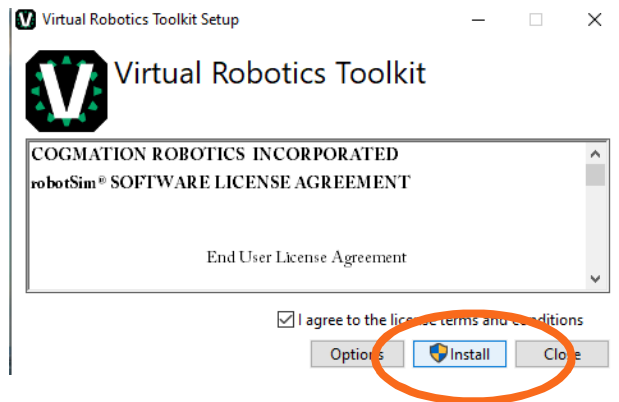 Virtual Robotics Toolkit Setup
Virtual Robotics Toolkit
COGMATION ROBOTICS INCORPORATED
robotSim® SOFTWARE LICENSE AGREEMENT
End User License Agreement
I agree to the license terms and conditions
Options Install Close